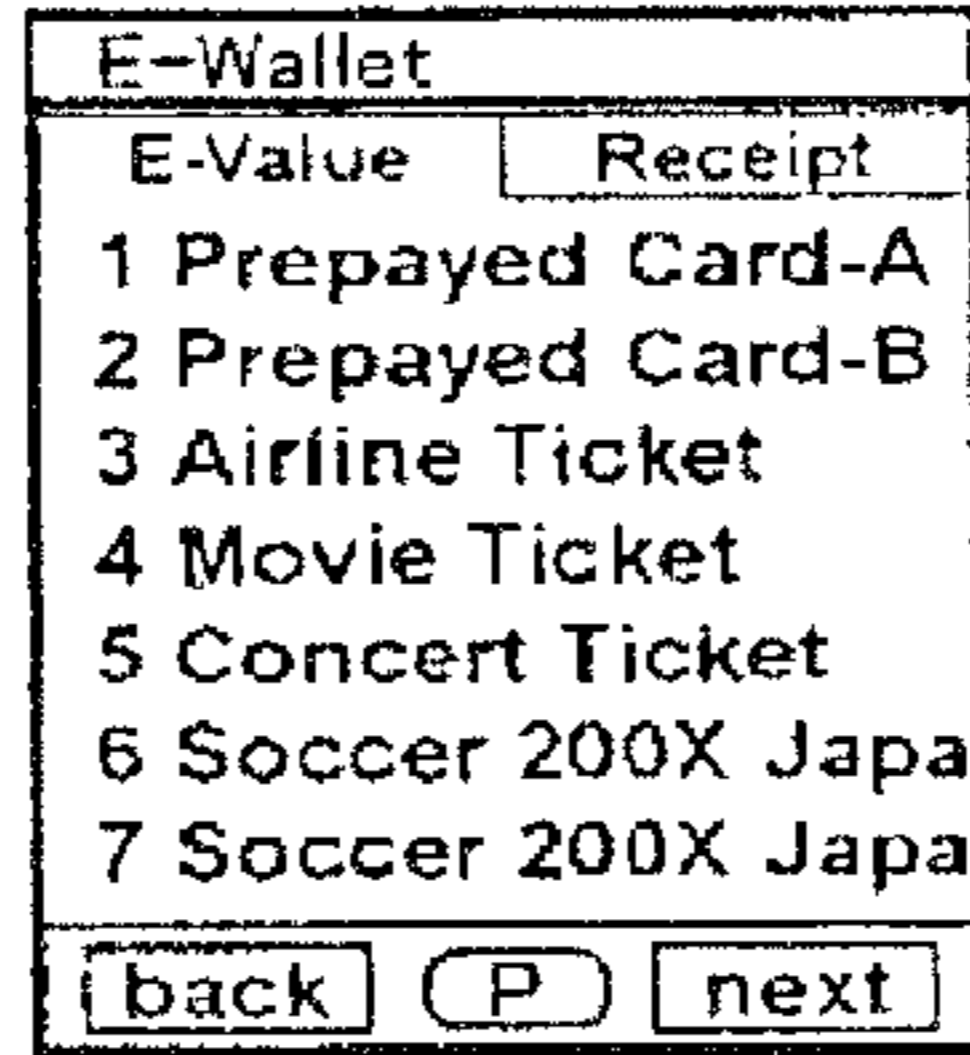 E-Wallet
E-Value Receipt
1 Prepayed Card-A
2 Prepayed Card-B
3 Airline Ticket
4 Movie Ticket
5 Concert Ticket
6 Soccer 200X Japa
7 Soccer 200X Japa
back P next